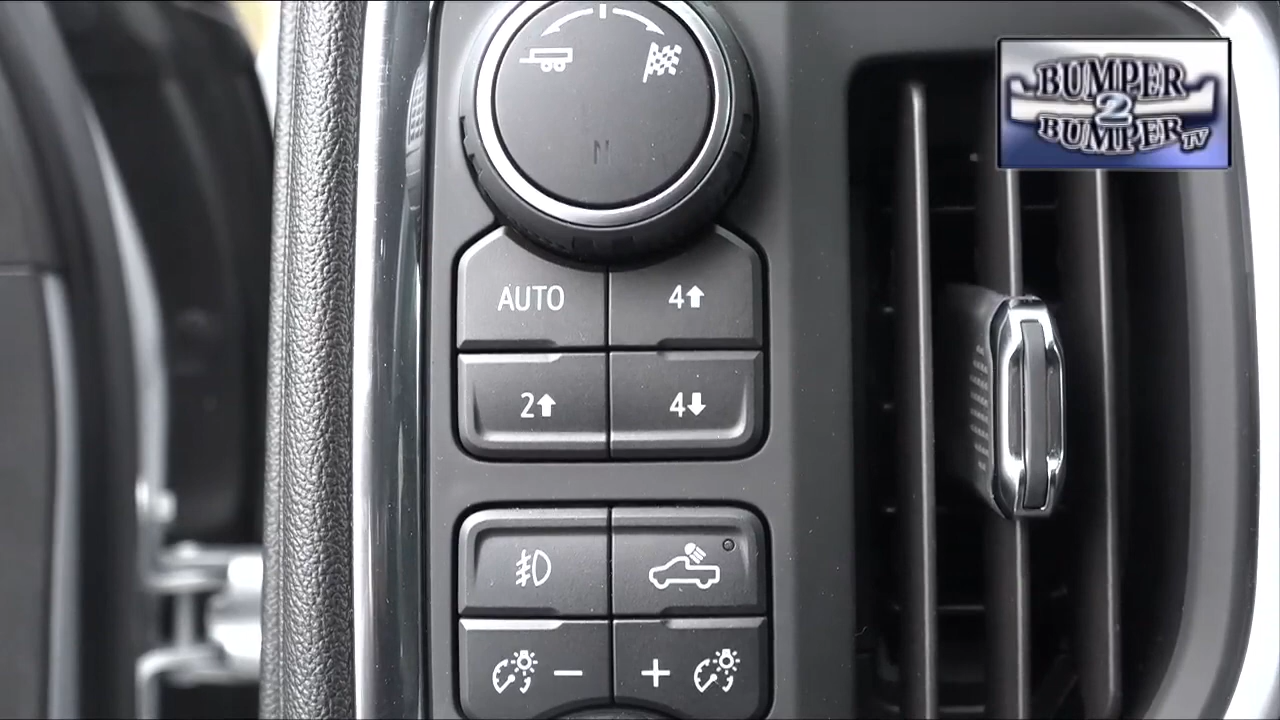 BUMPER
2
BUMPER TV
N
AUTO 4⬆
2⬆ 4⬇
− +